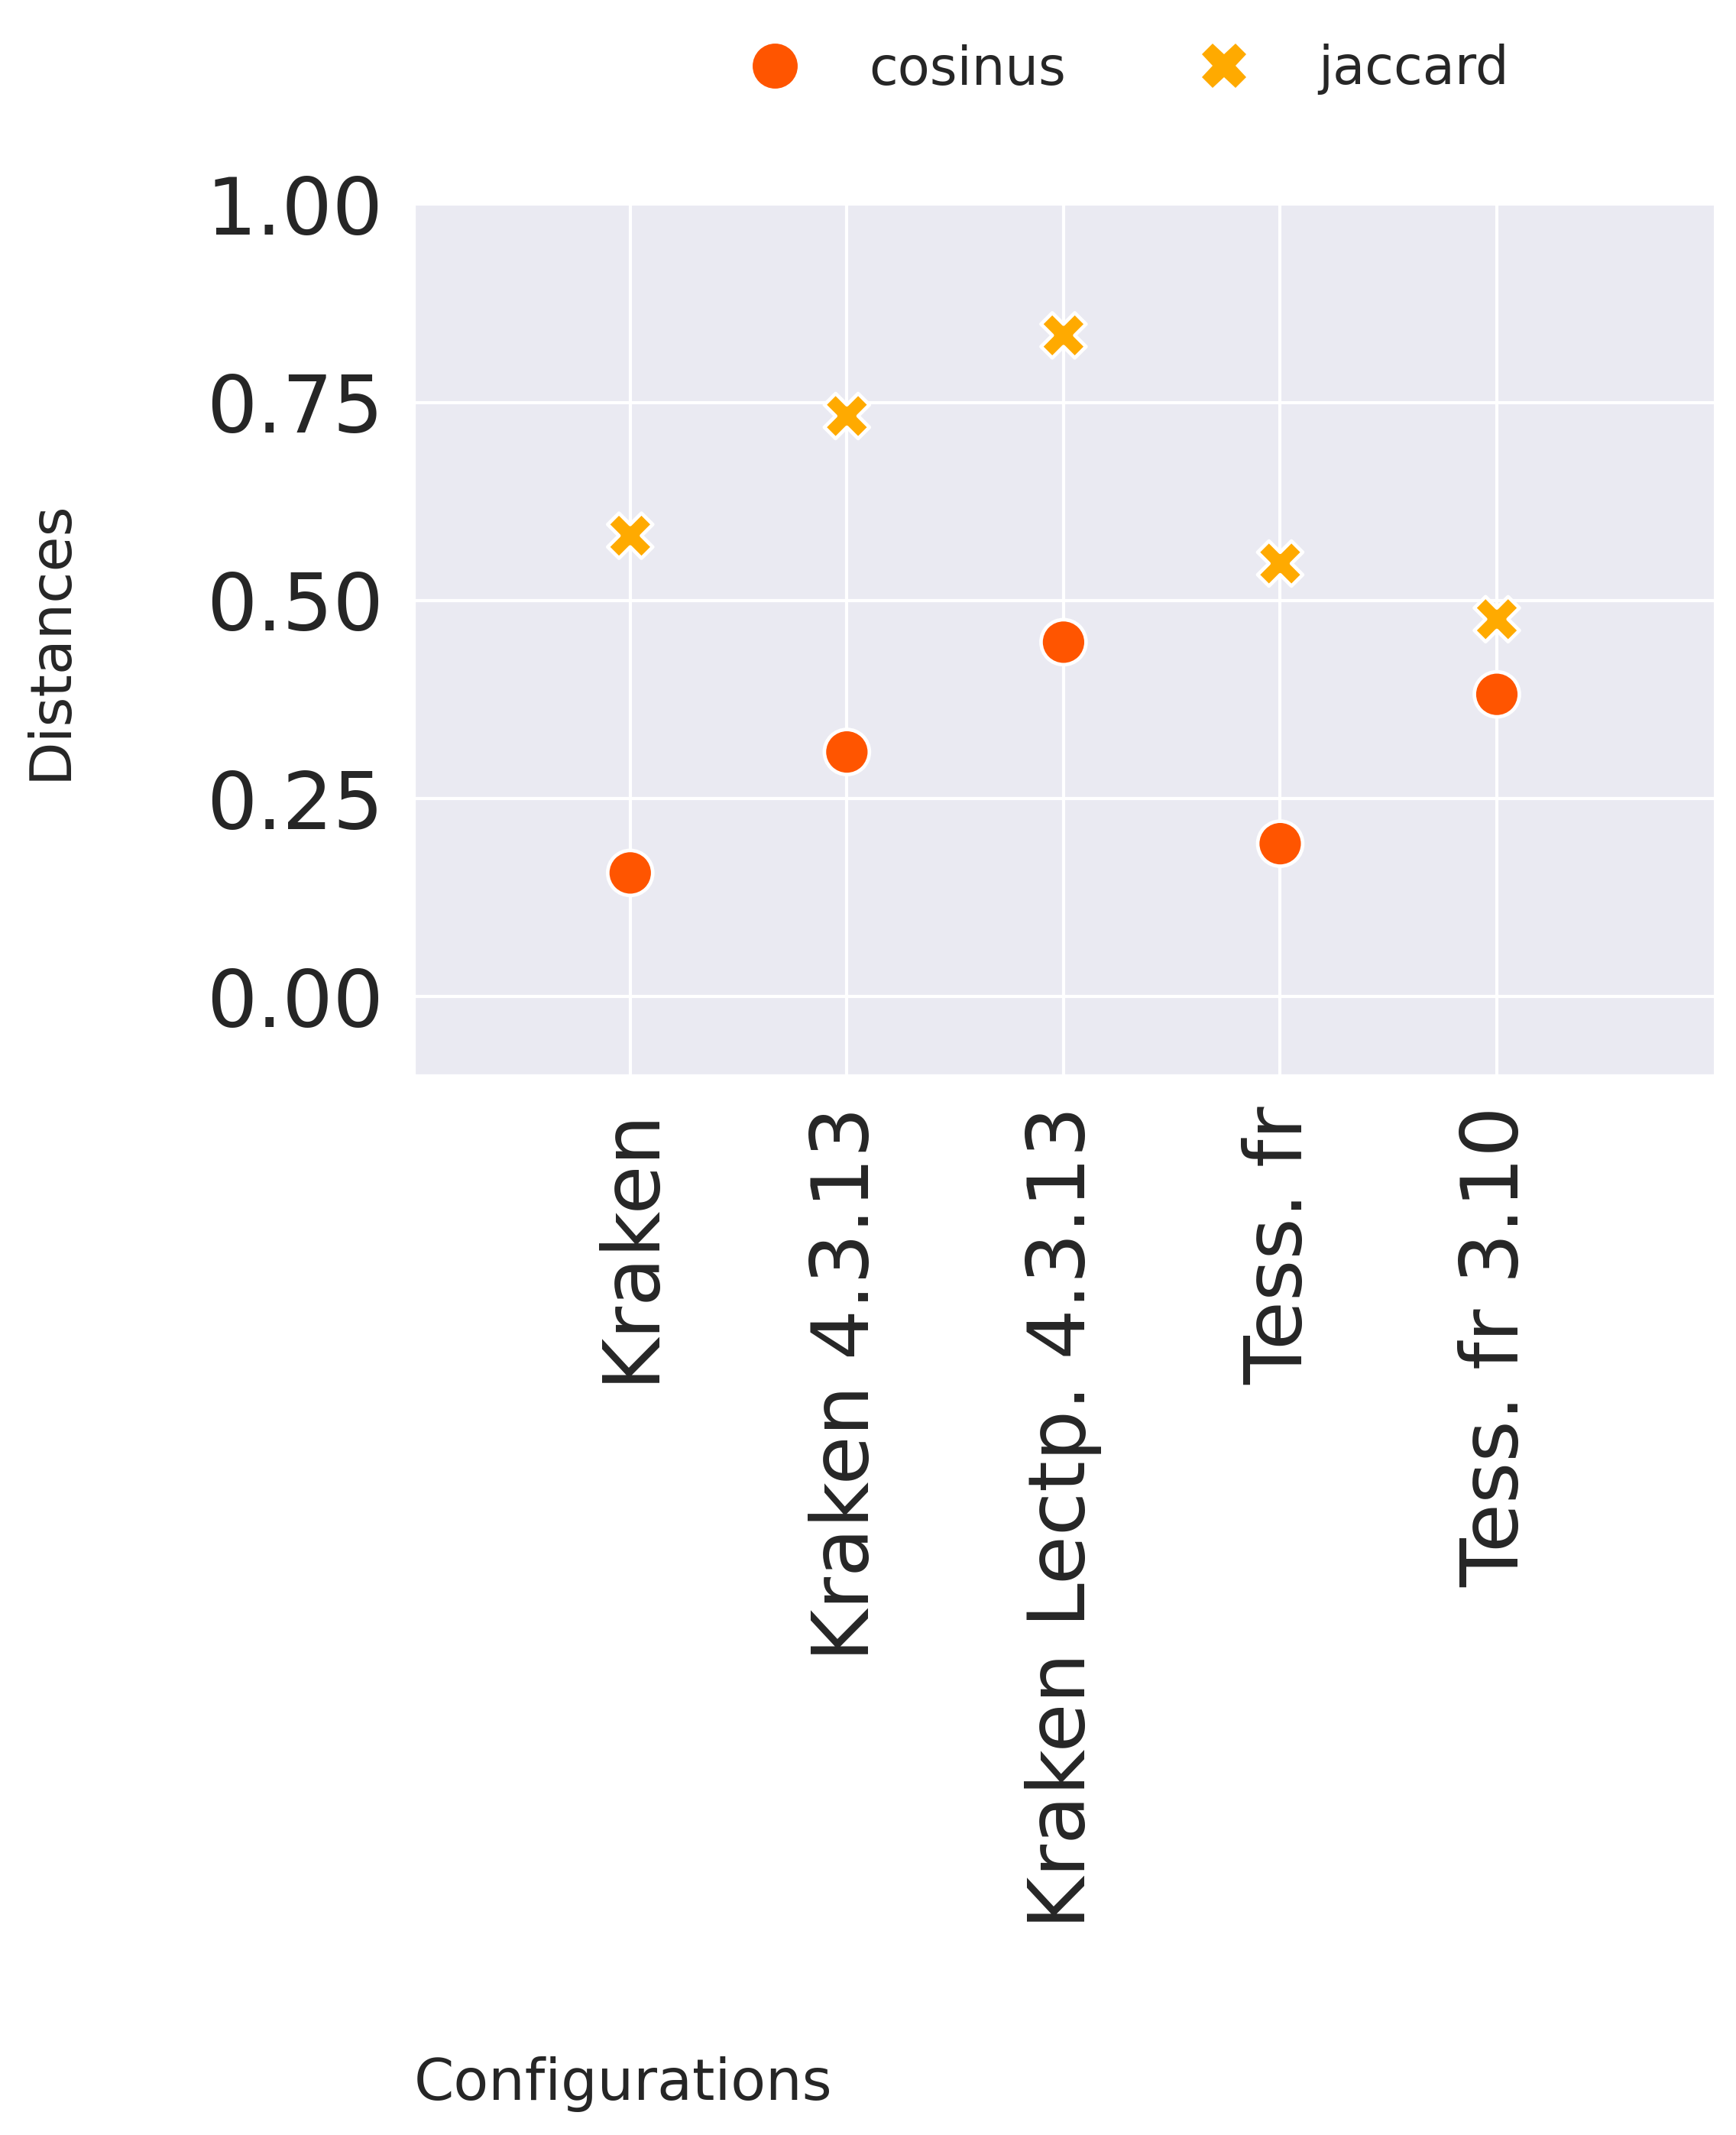 cosinus jaccard
1.00
0.75
0.50
0.25
0.00
Distances
Kraken
Kraken 4.3.13
Kraken Lectp. 4.3.13
Tess. fr
Tess. fr 3.10
Configurations